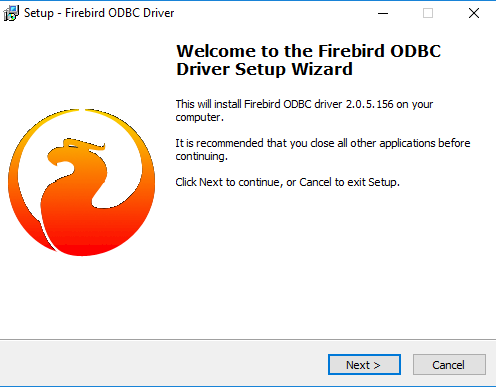 Setup - Firebird ODBC Driver
Welcome to the Firebird ODBC
Driver Setup Wizard
This will install Firebird ODBC driver 2.0.5.156 on your
computer.
It is recommended that you close all other applications before
continuing.
Click Next to continue, or Cancel to exit Setup.
Next >
Cancel